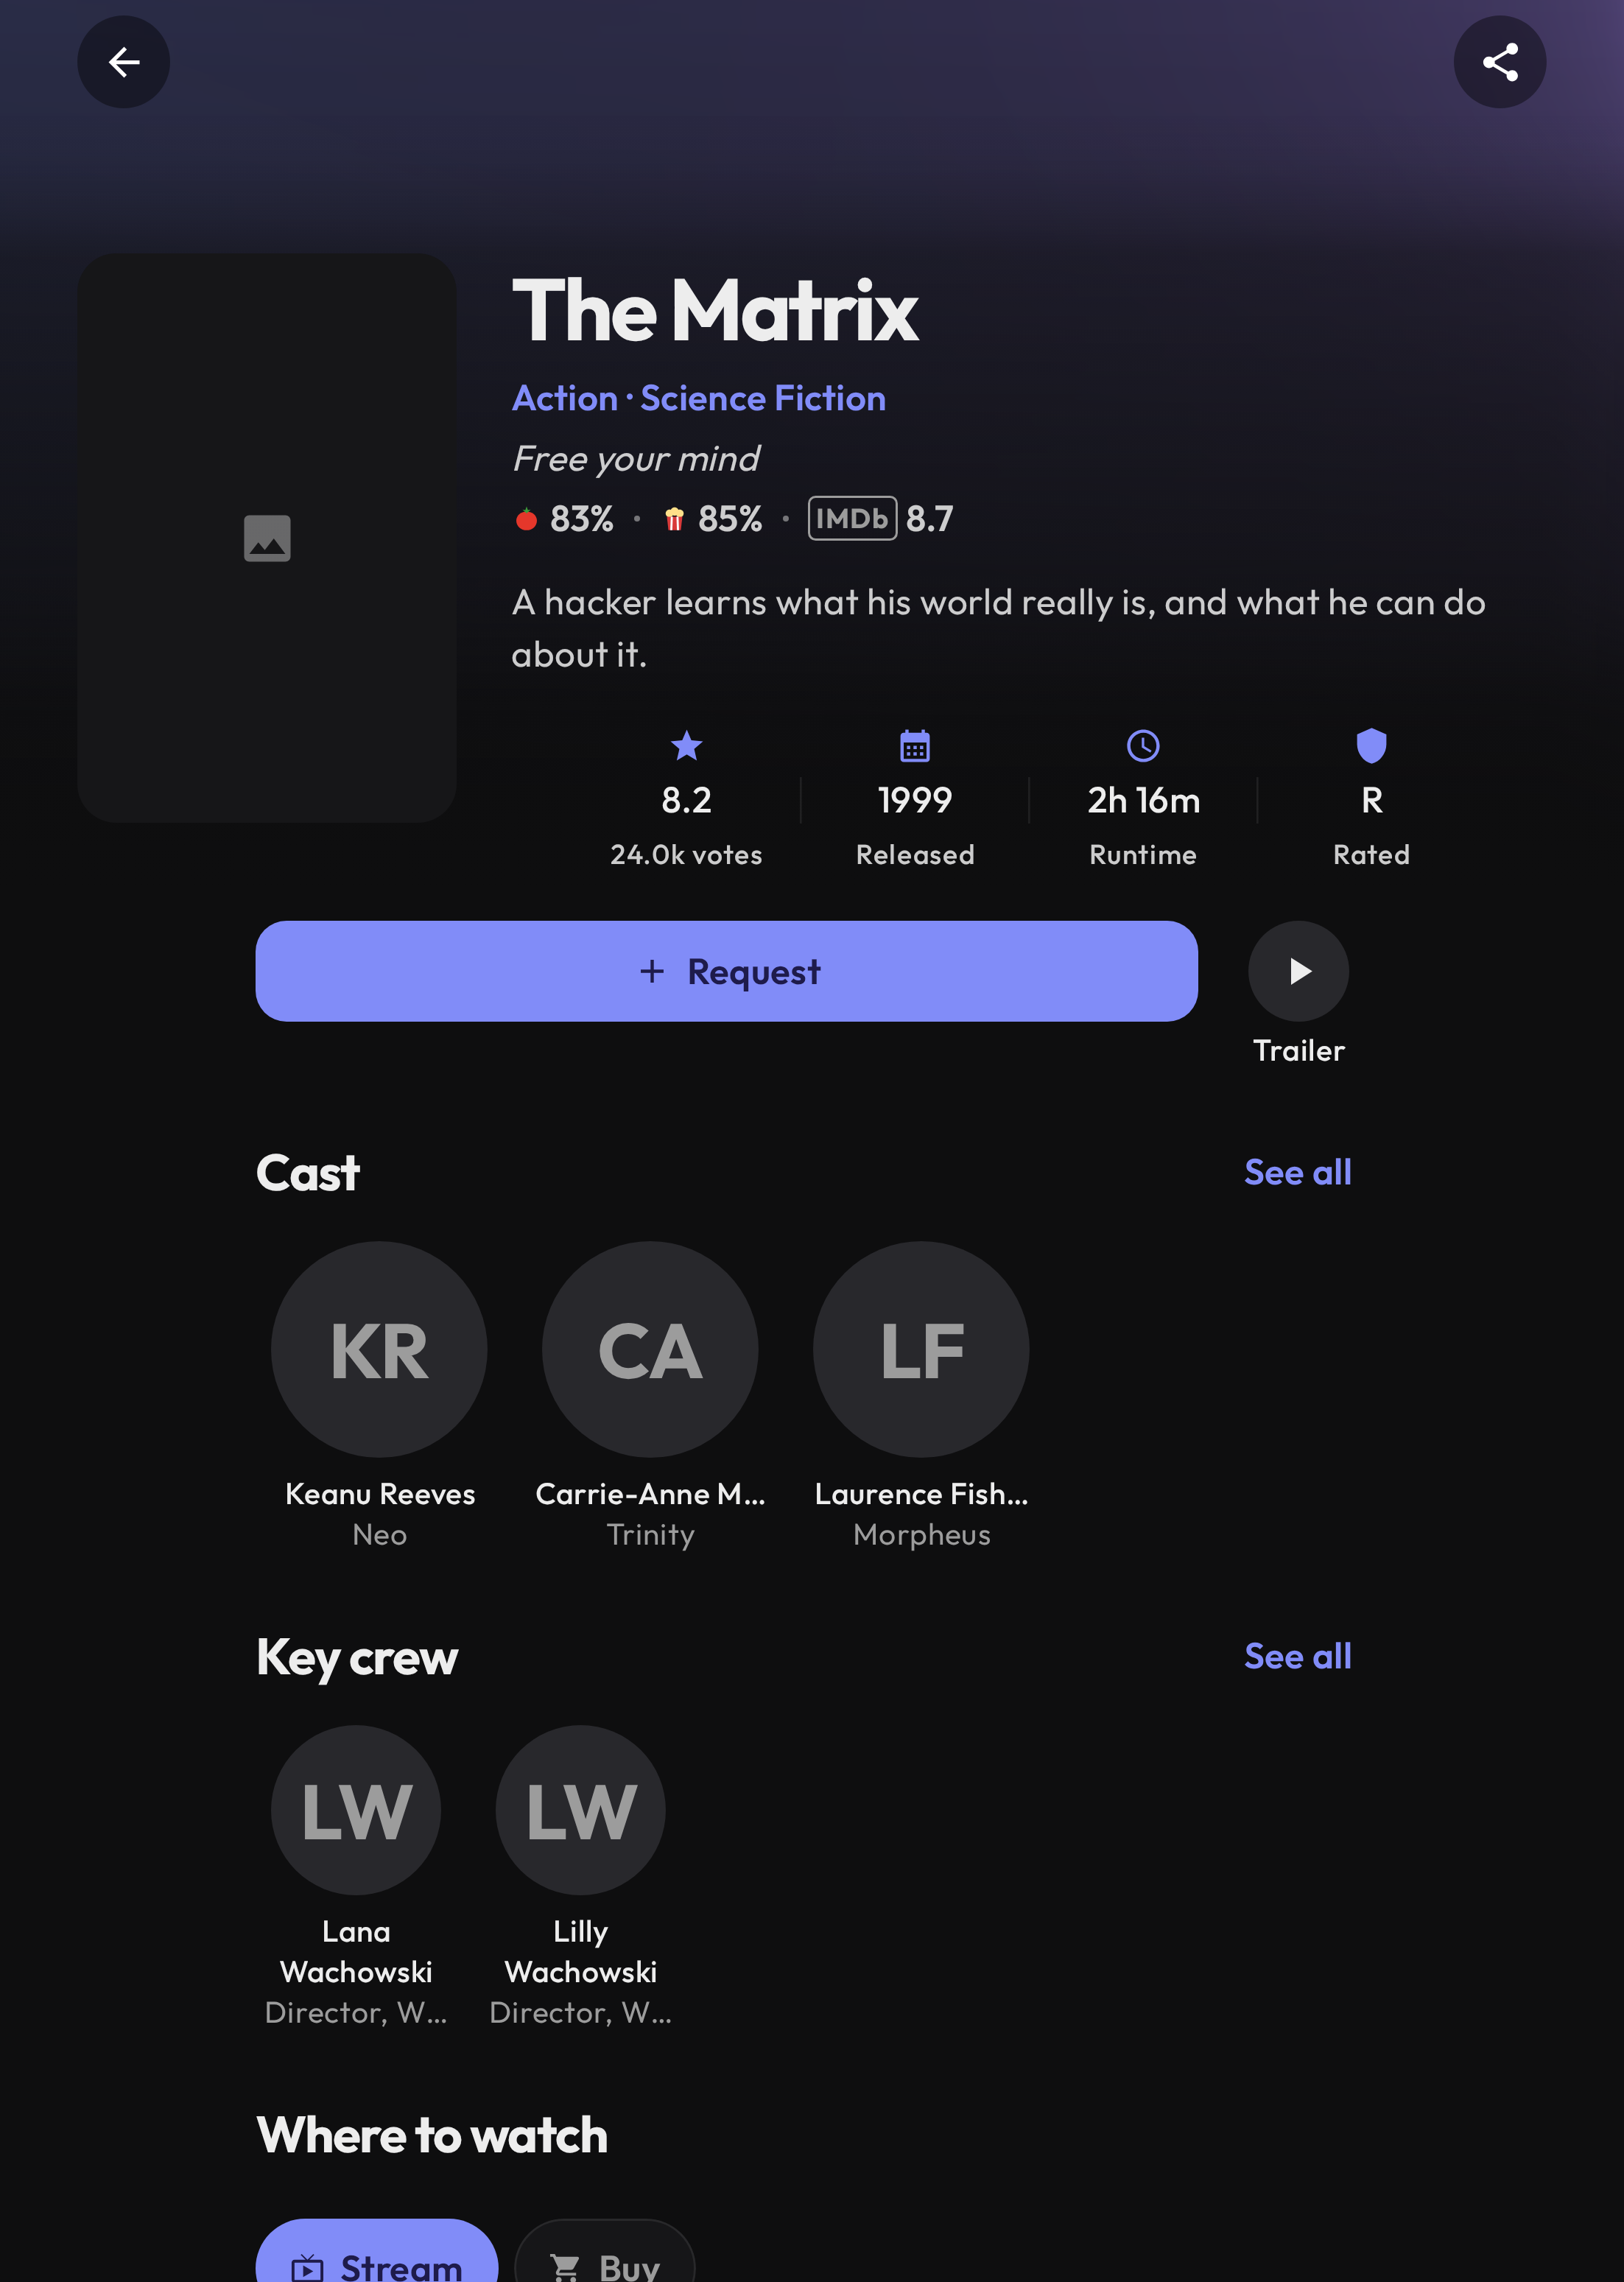 The Matrix
Action · Science Fiction
Free your mind
83% · 85% · IMDb 8.7
A hacker learns what his world really is, and what he can do
about it.
8.2 1999 2h 16m R
24.0k votes Released Runtime Rated
+ Request
Trailer
Cast See all
KR CA LF
Keanu Reeves Carrie-Anne M... Laurence Fish...
Neo Trinity Morpheus
Key crew See all
LW LW
Lana Lilly
Wachowski Wachowski
Director, W... Director, W...
Where to watch
Stream Buy